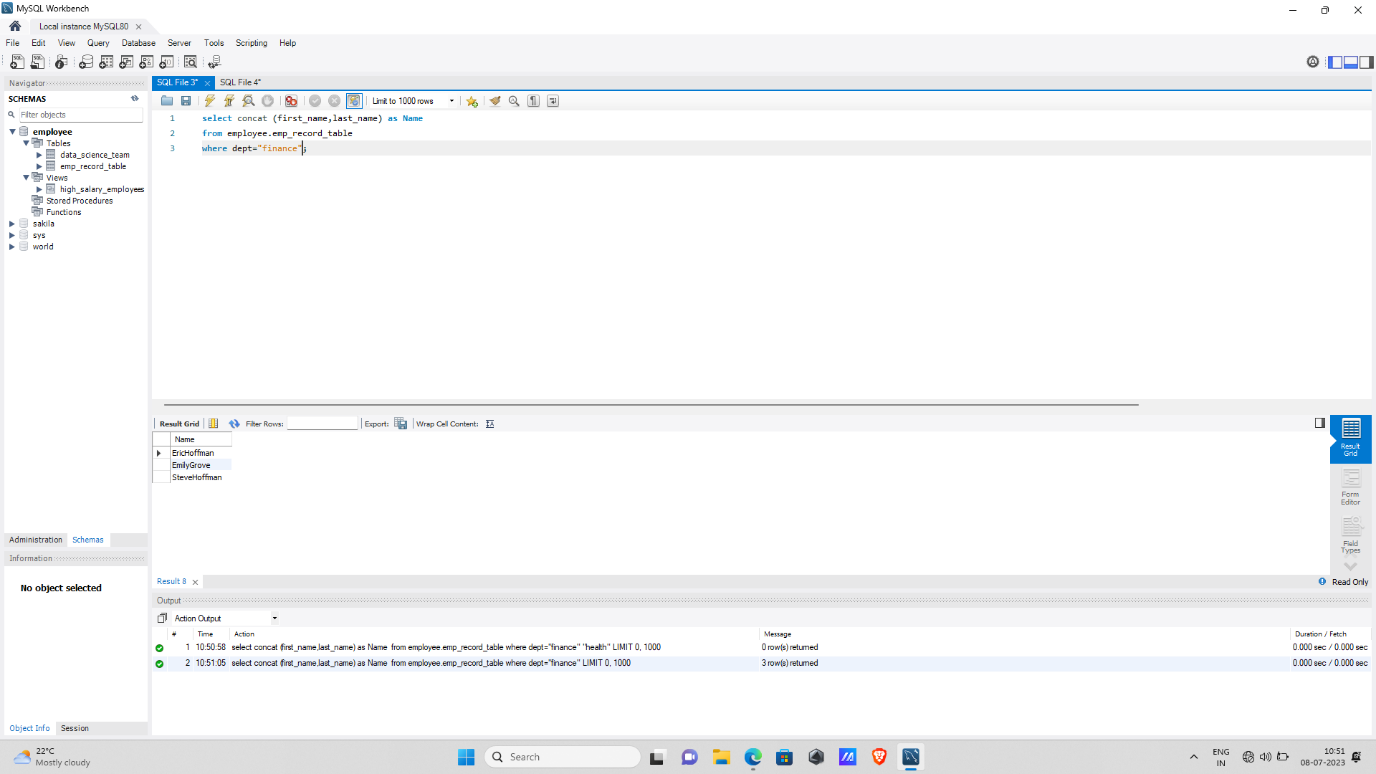 MySQL Workbench
Local instance MySQL80
File Edit View Query Database Server Tools Scripting Help
Navigator
SCHEMAS
Filter objects
employee
Tables
data_science_team
emp_record_table
Views
high_salary_employees
Stored Procedures
Functions
sakila
sys
world
Administration Schemas
Information
No object selected
Object Info Session
SQL File 3* SQL File 4*
Limit to 1000 rows
1 select concat (first_name,last_name) as Name
2 from employee.emp_record_table
3 where dept="finance";
Result Grid Filter Rows: Export: Wrap Cell Content:
Name
EricHoffman
EmilyGrove
SteveHoffman
Result Grid
Form Editor
Field Types
Result 8
Read Only
Output
Action Output
# Time Action Message Duration / Fetch
1 10:50:58 select concat (first_name,last_name) as Name from employee.emp_record_table where dept="finance" "health" LIMIT 0, 1000 0 row(s) returned 0.000 sec / 0.000 sec
2 10:51:05 select concat (first_name,last_name) as Name from employee.emp_record_table where dept="finance" LIMIT 0, 1000 3 row(s) returned 0.000 sec / 0.000 sec
22°C
Mostly cloudy
Search
ENG
IN
10:51
08-07-2023